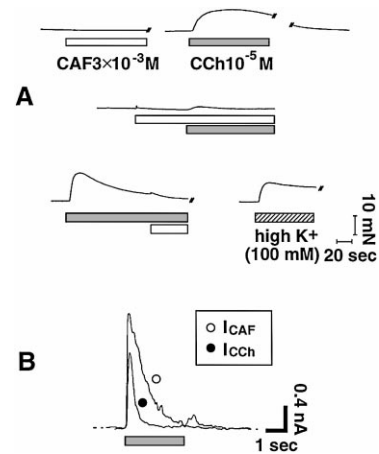 CAF3×10⁻³M CCh10⁻⁵M
A
high K+
(100 mM)
10 mN
20 sec
B
I_CAF
I_CCh
0.4 nA
1 sec